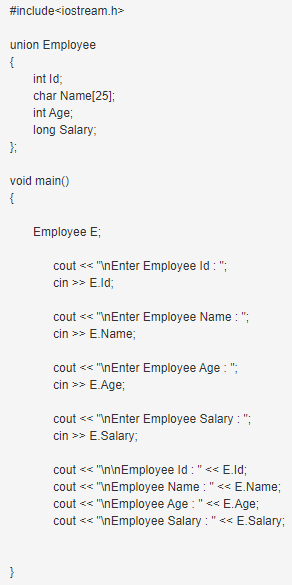 #include<iostream.h>
union Employee
{
int Id;
char Name[25];
int Age;
long Salary;
};
void main()
{
Employee E;
cout << "\nEnter Employee Id : ";
cin >> E.Id;
cout << "\nEnter Employee Name : ";
cin >> E.Name;
cout << "\nEnter Employee Age : ";
cin >> E.Age;
cout << "\nEnter Employee Salary : ";
cin >> E.Salary;
cout << "\n\nEmployee Id : " << E.Id;
cout << "\nEmployee Name : " << E.Name;
cout << "\nEmployee Age : " << E.Age;
cout << "\nEmployee Salary : " << E.Salary;
}